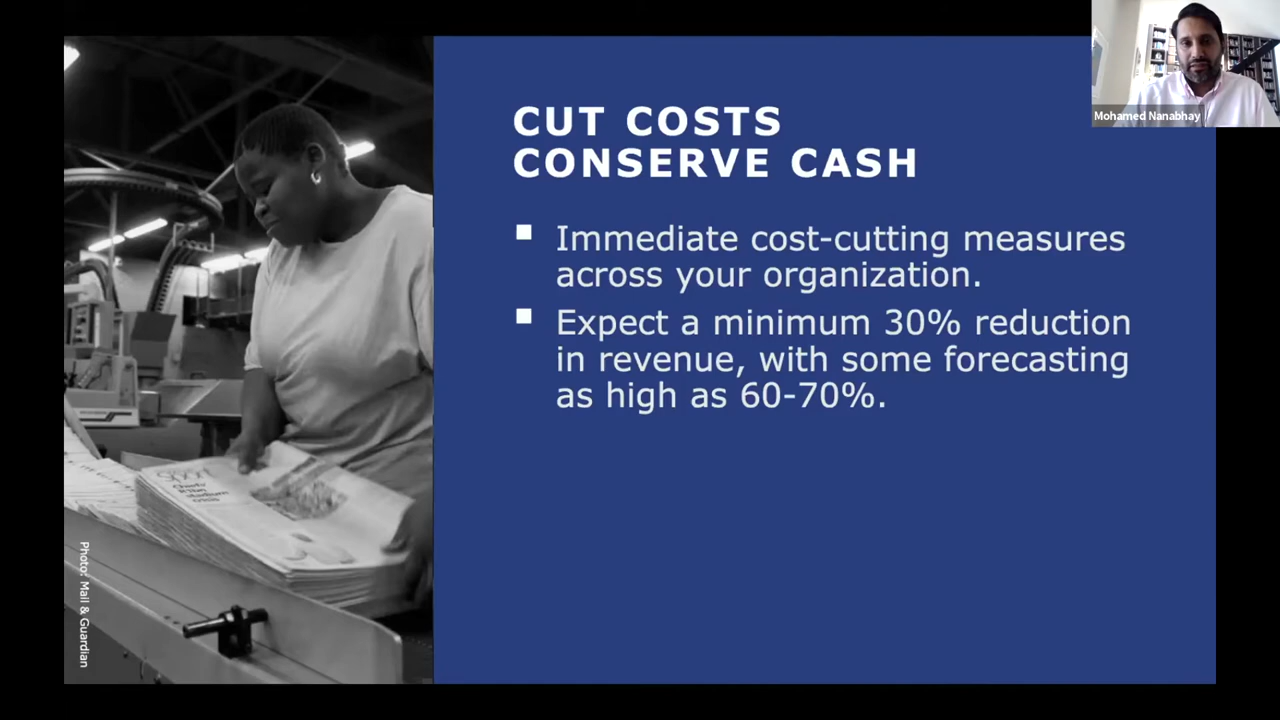 CUT COSTS
CONSERVE CASH
Immediate cost-cutting measures
across your organization.
Expect a minimum 30% reduction
in revenue, with some forecasting
as high as 60-70%.
Mohamed Nanabhay
Photo: Mail & Guardian